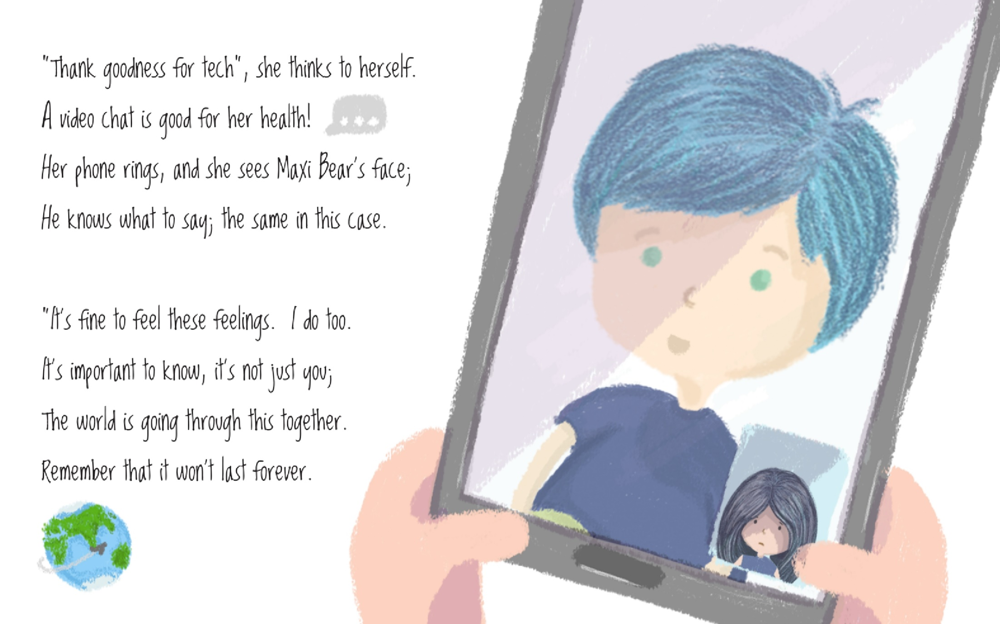 "Thank goodness for tech", she thinks to herself.
A video chat is good for her health!
Her phone rings, and she sees Maxi Bear's face;
He knows what to say; the same in this case.
"It's fine to feel these feelings.  I do too.
It's important to know, it's not just you;
The world is going through this together.
Remember that it won't last forever.